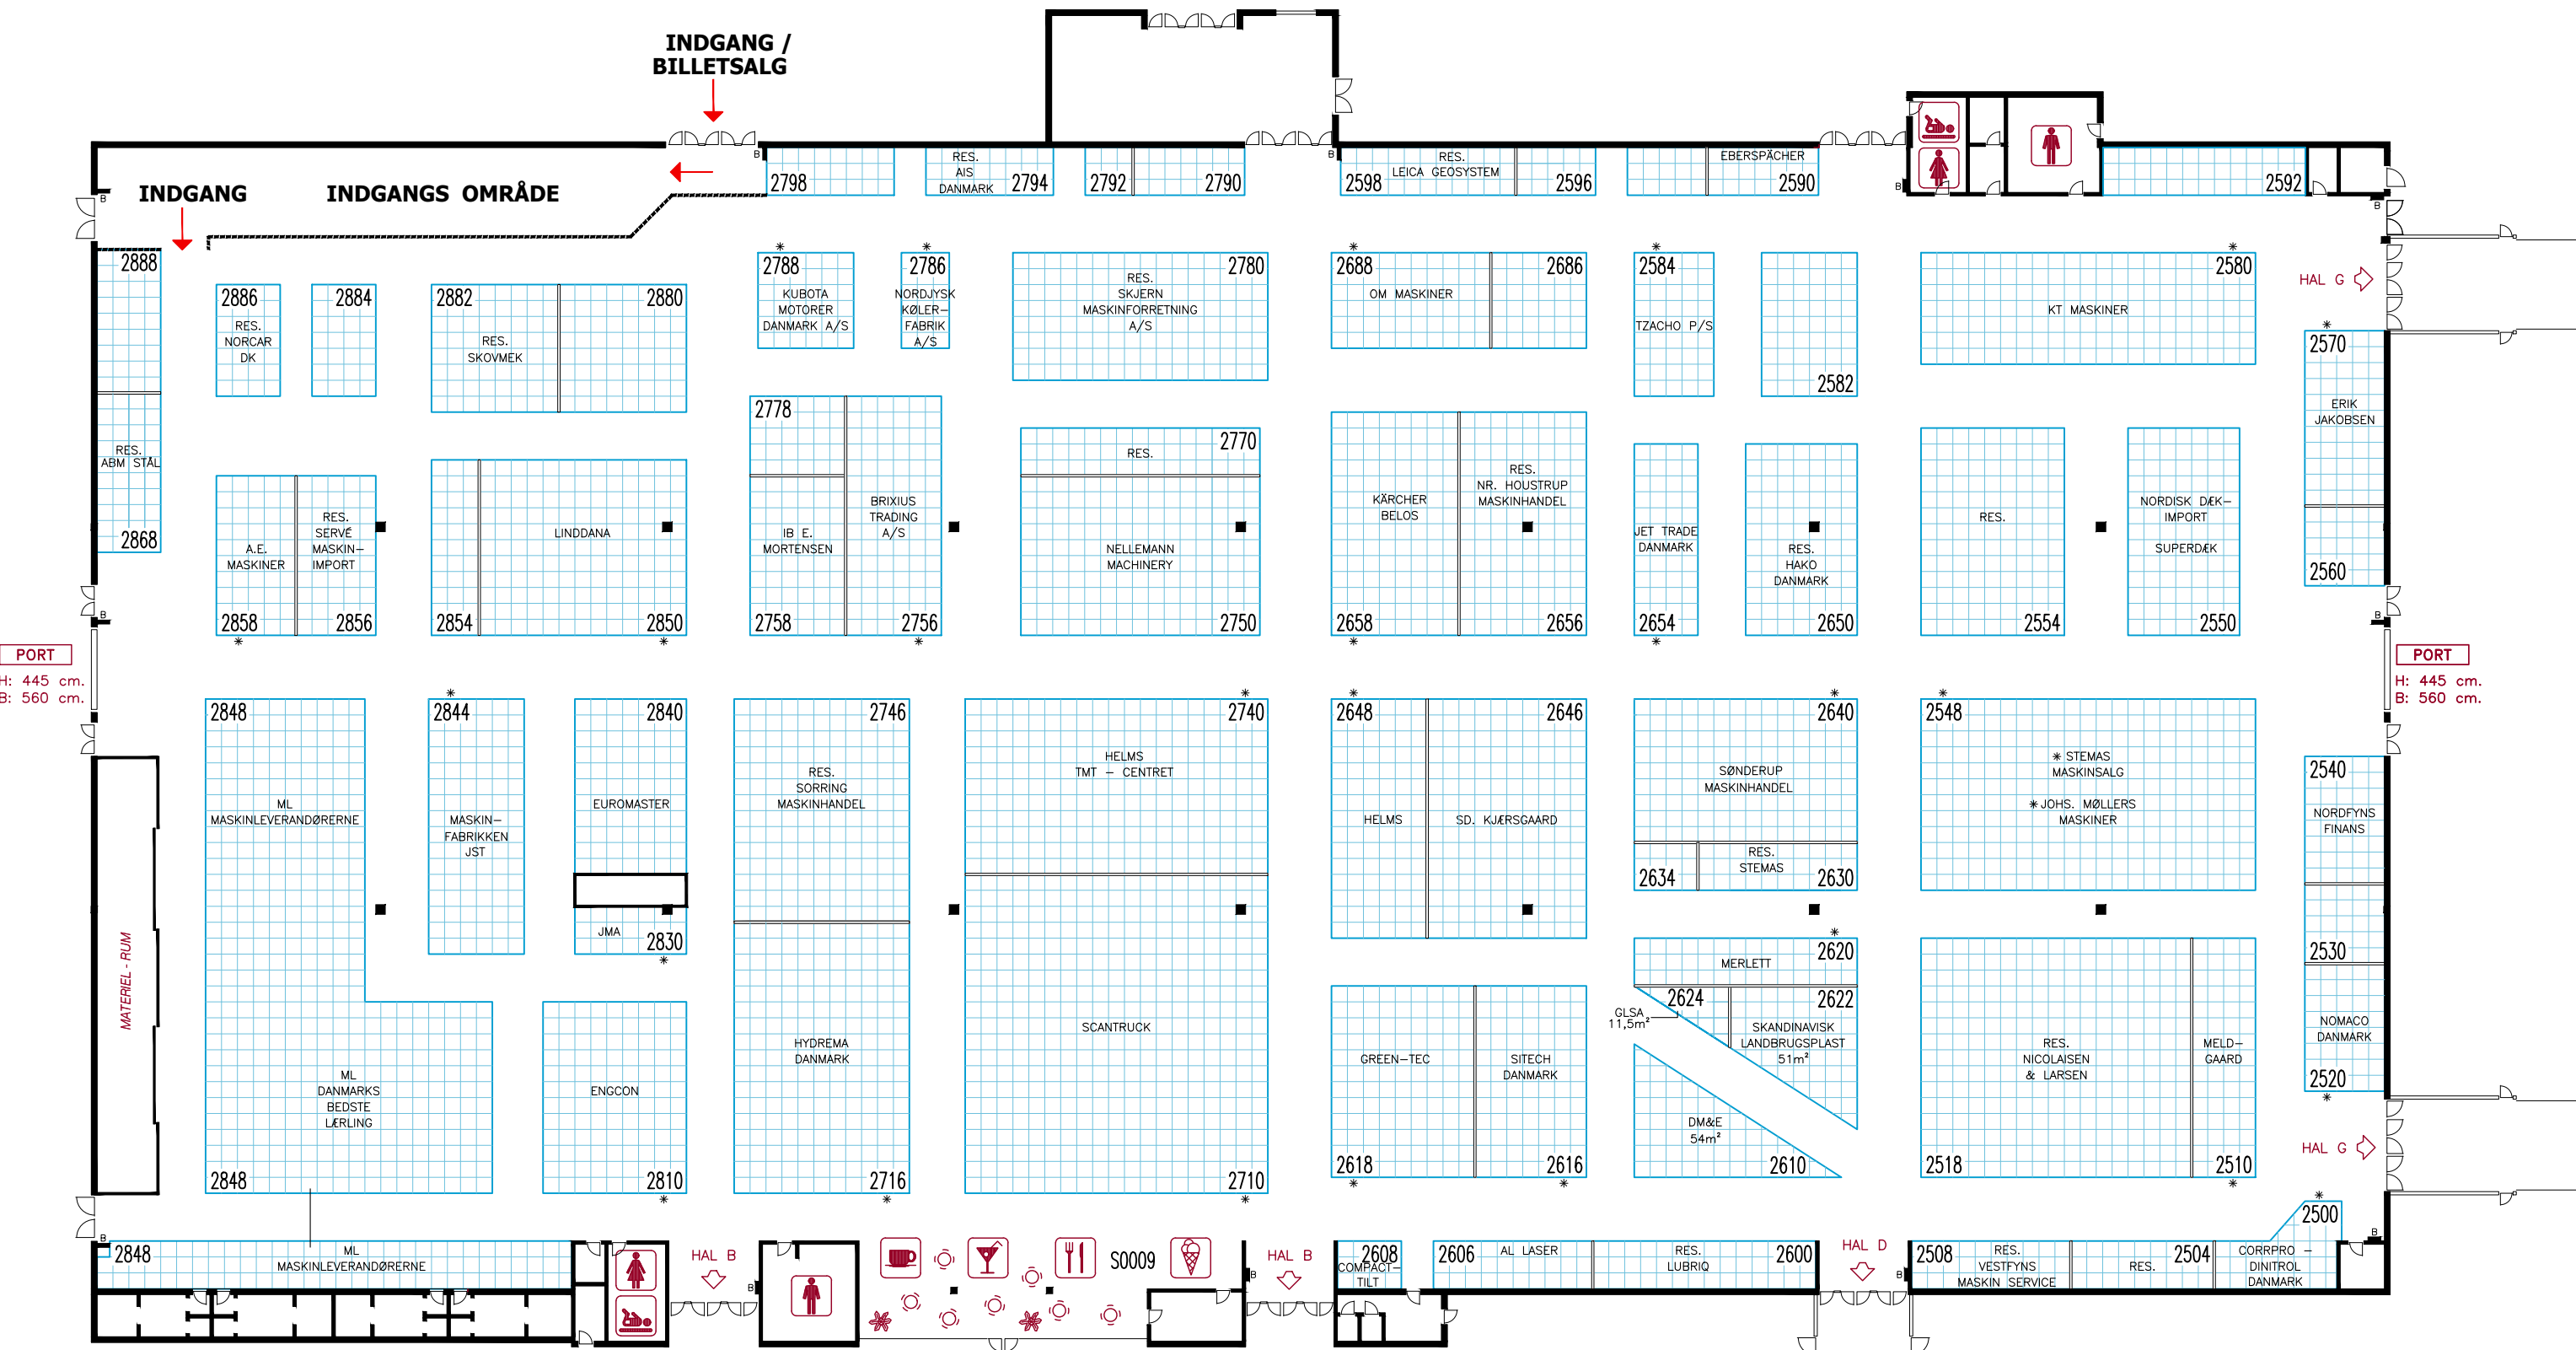 INDGANG /
BILLETSALG
INDGANG
INDGANGS OMRÅDE
B
B
2798
RES.
AIS
DANMARK
2794
2792
2790
B
RES.
LEICA GEOSYSTEM
2598
2596
EBERSPÄCHER
2590
B
2592
B
2888
RES.
ABM STÅL
2868
2886
RES.
NORCAR
DK
2884
2882
RES.
SKOVMEK
2880
*
2788
KUBOTA
MOTORER
DANMARK A/S
*
2786
NORDJYSK
KØLER-
FABRIK
A/S
2780
RES.
SKJERN
MASKINFORRETNING
A/S
*
2688
OM MASKINER
2686
*
2584
TZACHO P/S
2582
*
2580
KT MASKINER
HAL G
*
2570
ERIK
JAKOBSEN
2560
A.E.
MASKINER
2858
*
RES.
SERVÉ
MASKIN-
IMPORT
2856
2854
LINDDANA
2850
*
2778
IB E.
MORTENSEN
2758
BRIXIUS
TRADING
A/S
2756
*
2770
RES.
NELLEMANN
MACHINERY
2750
KÄRCHER
BELOS
2658
*
RES.
NR. HOUSTRUP
MASKINHANDEL
2656
JET TRADE
DANMARK
2654
*
RES.
HAKO
DANMARK
2650
RES.
2554
NORDISK DÆK-
IMPORT
SUPERDÆK
2550
B
B
PORT
H: 445 cm.
B: 560 cm.
PORT
H: 445 cm.
B: 560 cm.
MATERIEL - RUM
2848
ML
MASKINLEVERANDØRERNE
ML
DANMARKS
BEDSTE
LÆRLING
2848
*
2844
MASKIN-
FABRIKKEN
JST
2840
EUROMASTER
JMA
2830
*
ENGCON
2810
*
2746
RES.
SORRING
MASKINHANDEL
HYDREMA
DANMARK
2716
*
*
2740
HELMS
TMT - CENTRET
SCANTRUCK
2710
*
*
2648
HELMS
2646
SD. KJÆRSGAARD
GREEN-TEC
2618
*
SITECH
DANMARK
2616
*
*
2640
SØNDERUP
MASKINHANDEL
2634
RES.
STEMAS
2630
*
2620
MERLETT
2624
GLSA
11,5m²
2622
SKANDINAVISK
LANDBRUGSPLAST
51m²
DM&E
54m²
2610
*
2548
* STEMAS
MASKINSALG
* JOHS. MØLLERS
MASKINER
RES.
NICOLAISEN
& LARSEN
2518
MELD-
GAARD
2510
*
2540
NORDFYNS
FINANS
2530
NOMACO
DANMARK
2520
*
HAL G
B
2848
ML
MASKINLEVERANDØRERNE
HAL B
B
S0009
HAL B
B
2608
COMPACT-
TILT
2606
AL LASER
RES.
LUBRIQ
2600
HAL D
B
2508
RES.
VESTFYNS
MASKIN SERVICE
RES.
2504
*
2500
CORRPRO -
DINITROL
DANMARK
B